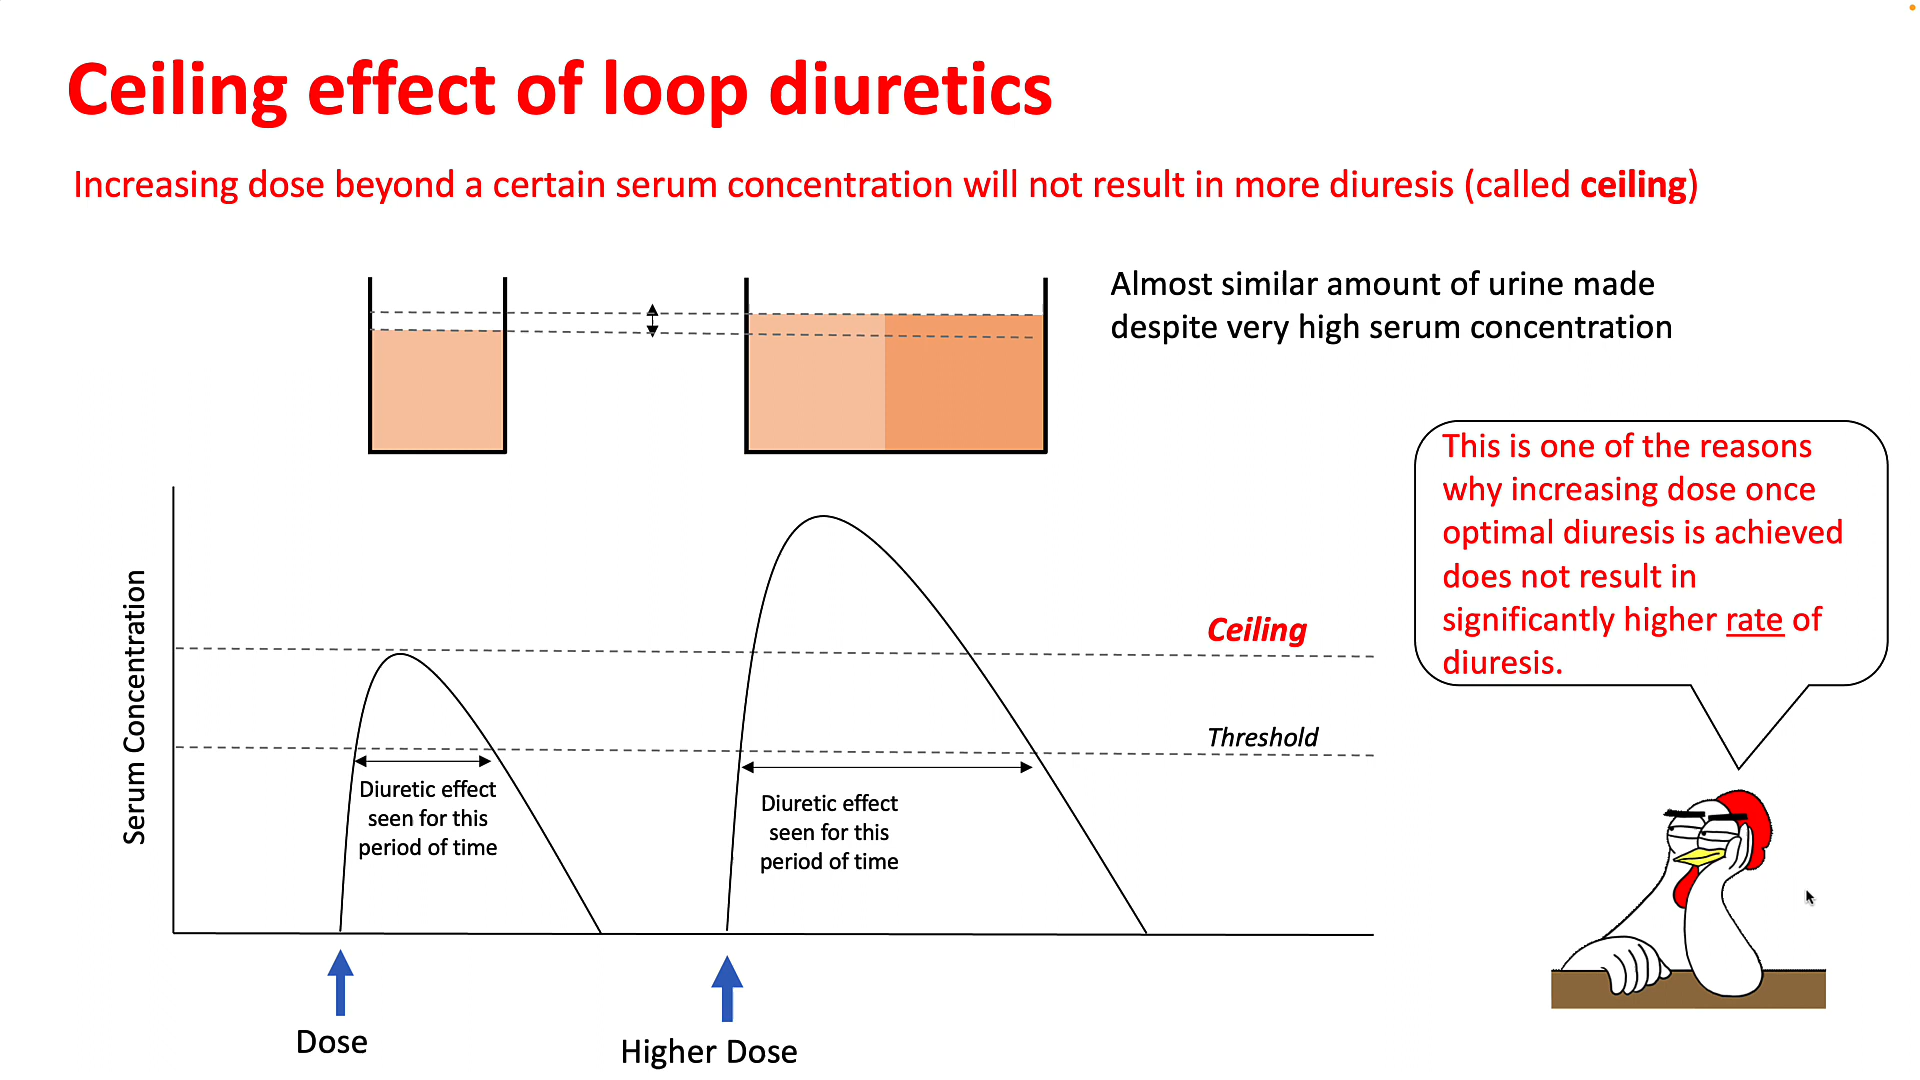 Ceiling effect of loop diuretics
Increasing dose beyond a certain serum concentration will not result in more diuresis (called ceiling)
Almost similar amount of urine made
despite very high serum concentration
This is one of the reasons
why increasing dose once
optimal diuresis is achieved
does not result in
significantly higher rate of
diuresis.
Serum Concentration
Ceiling
Threshold
Diuretic effect
seen for this
period of time
Diuretic effect
seen for this
period of time
Dose
Higher Dose